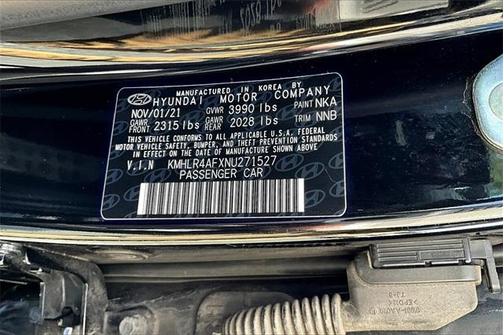 MANUFACTURED IN KOREA BY
HYUNDAI MOTOR COMPANY
NOV/01/21 GVWR 3990 lbs PAINT NKA
GAWR FRONT 2315 lbs GAWR REAR 2028 lbs TRIM NNB
THIS VEHICLE CONFORMS TO ALL APPLICABLE U.S.A. FEDERAL
MOTOR VEHICLE SAFETY, BUMPER, AND THEFT PREVENTION
STANDARDS IN EFFECT ON THE DATE OF MANUFACTURE SHOWN ABOVE.
V.I.N KMHLR4AFXNU271527
PASSENGER CAR